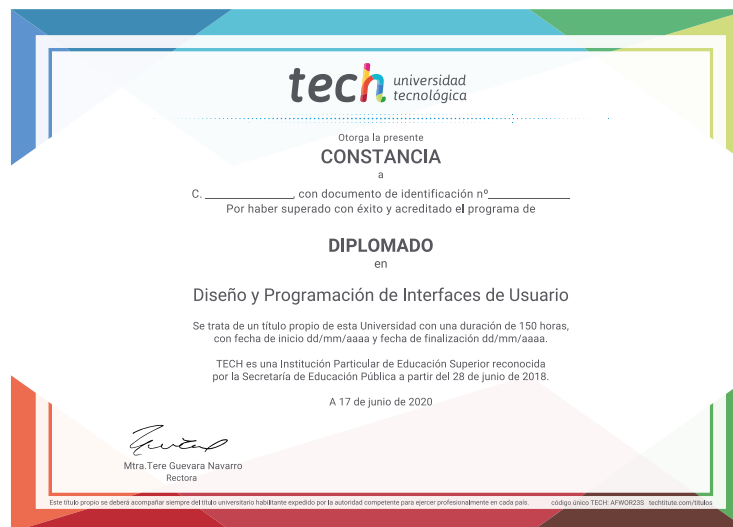 tech universidad
tecnológica
Otorga la presente
CONSTANCIA
a
C. ________________, con documento de identificación nº______________
Por haber superado con éxito y acreditado el programa de
DIPLOMADO
en
Diseño y Programación de Interfaces de Usuario
Se trata de un título propio de esta Universidad con una duración de 150 horas,
con fecha de inicio dd/mm/aaaa y fecha de finalización dd/mm/aaaa.
TECH es una Institución Particular de Educación Superior reconocida
por la Secretaría de Educación Pública a partir del 28 de junio de 2018.
A 17 de junio de 2020
Mtra.Tere Guevara Navarro
Rectora
Este título propio se deberá acompañar siempre del título universitario habilitante expedido por la autoridad competente para ejercer profesionalmente en cada país. código único TECH: AFWOR23S techtitute.com/títulos